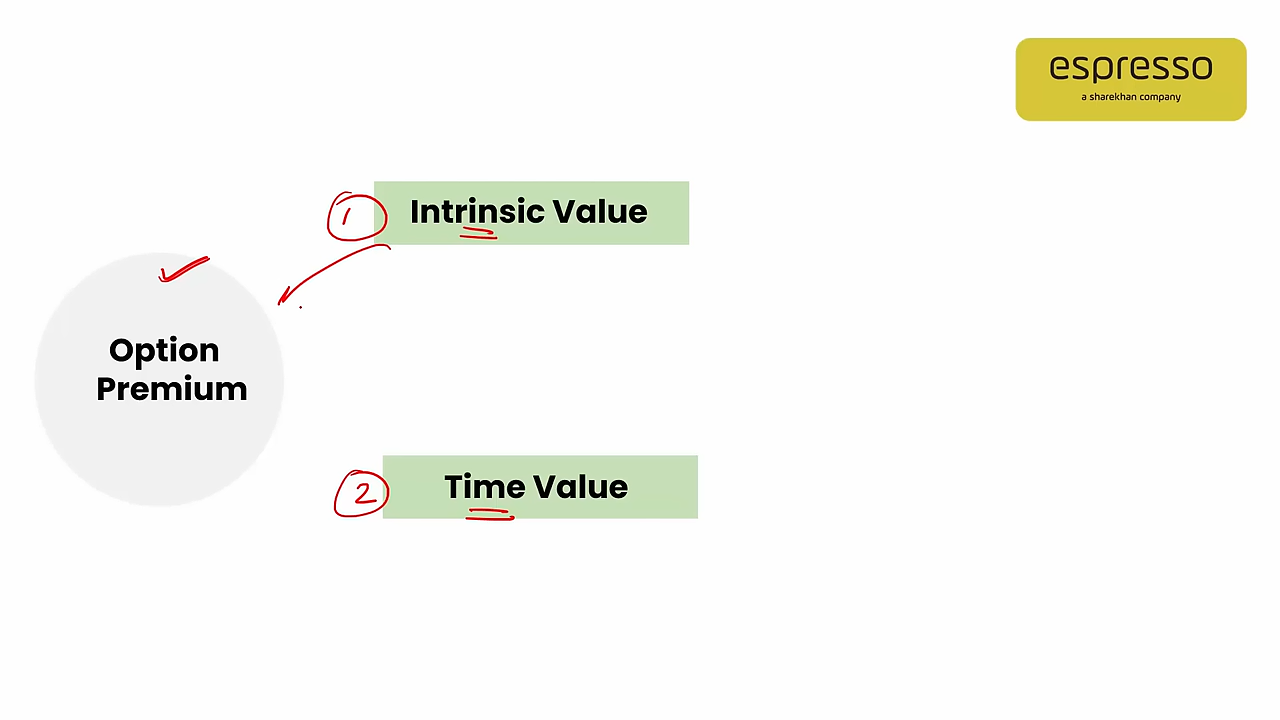 espresso
a sharekhan company
1
Intrinsic Value
Option
Premium
2
Time Value